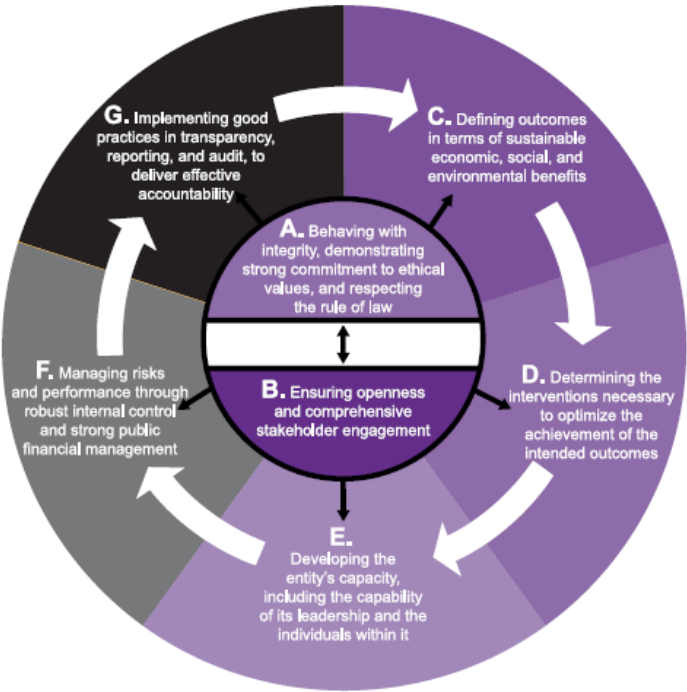 A. Behaving with
integrity, demonstrating
strong commitment to ethical
values, and respecting
the rule of law
B. Ensuring openness
and comprehensive
stakeholder engagement
C. Defining outcomes
in terms of sustainable
economic, social, and
environmental benefits
D. Determining the
interventions necessary
to optimize the
achievement of the
intended outcomes
E.
Developing the
entity's capacity,
including the capability
of its leadership and the
individuals within it
F. Managing risks
and performance through
robust internal control
and strong public
financial management
G. Implementing good
practices in transparency,
reporting, and audit, to
deliver effective
accountability